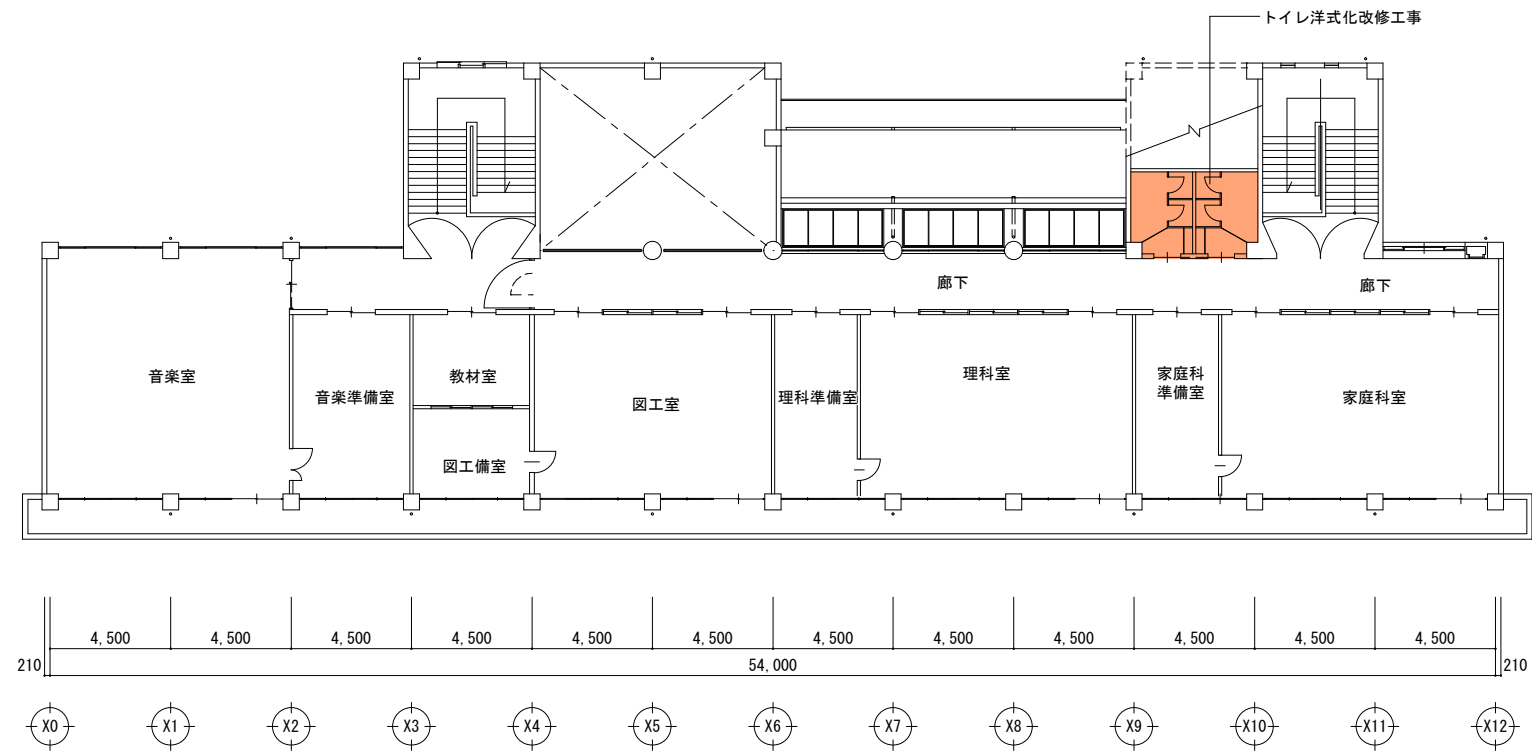 トイレ洋式化改修工事
廊下
廊下
音楽室
音楽準備室
教材室
図工備室
図工室
理科準備室
理科室
家庭科
準備室
家庭科室
4,500 4,500 4,500 4,500 4,500 4,500 4,500 4,500 4,500 4,500 4,500 4,500
210 54,000 210
X0 X1 X2 X3 X4 X5 X6 X7 X8 X9 X10 X11 X12